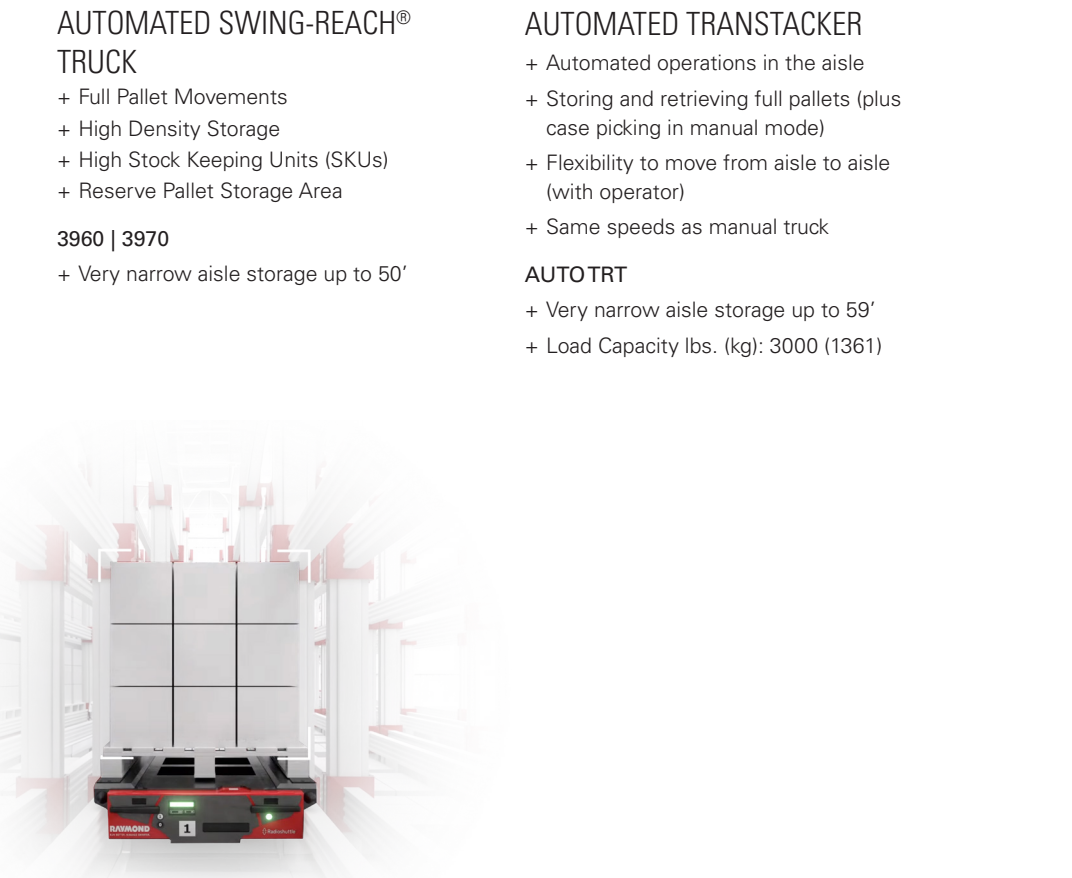 AUTOMATED SWING-REACH®
TRUCK
+ Full Pallet Movements
+ High Density Storage
+ High Stock Keeping Units (SKUs)
+ Reserve Pallet Storage Area
3960 | 3970
+ Very narrow aisle storage up to 50’
AUTOMATED TRANSTACKER
+ Automated operations in the aisle
+ Storing and retrieving full pallets (plus
case picking in manual mode)
+ Flexibility to move from aisle to aisle
(with operator)
+ Same speeds as manual truck
AUTO TRT
+ Very narrow aisle storage up to 59’
+ Load Capacity lbs. (kg): 3000 (1361)
RAYMOND
1
Radioshuttle